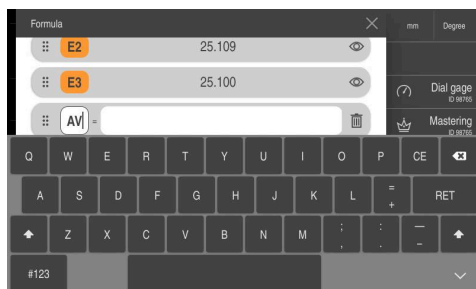 Formula
mm Degree
E2 25.109
E3 25.100
Dial gage
ID 98765
AV =
Mastering
ID 98765
Q W E R T Y U I O P CE
A S D F G H J K L = + RET
Z X C V B N M ; , : . — -
#123